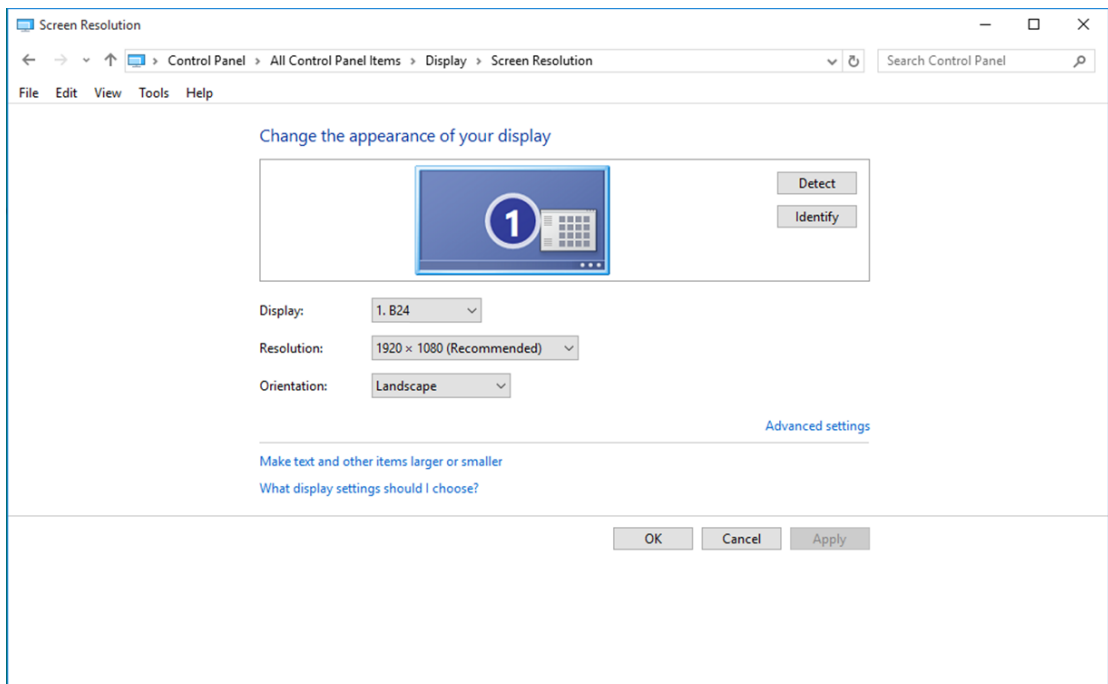 Screen Resolution
Control Panel > All Control Panel Items > Display > Screen Resolution
Search Control Panel
File Edit View Tools Help
Change the appearance of your display
1
Detect
Identify
Display: 1. B24
Resolution: 1920 × 1080 (Recommended)
Orientation: Landscape
Advanced settings
Make text and other items larger or smaller
What display settings should I choose?
OK Cancel Apply